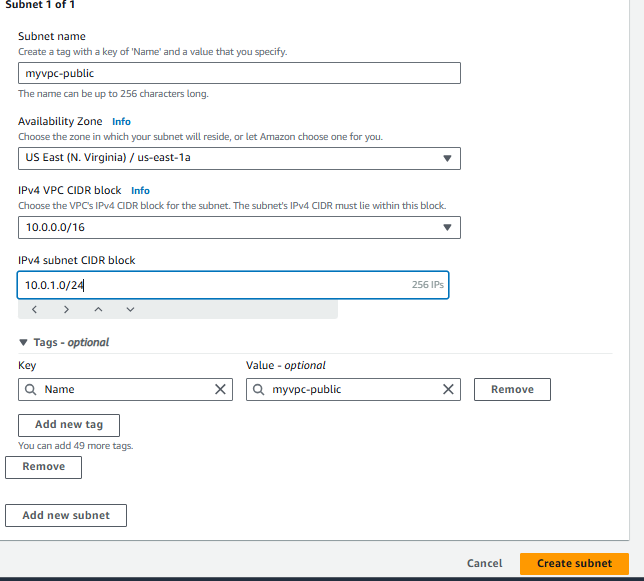 Subnet 1 of 1
Subnet name
Create a tag with a key of 'Name' and a value that you specify.
myvpc-public
The name can be up to 256 characters long.
Availability Zone Info
Choose the zone in which your subnet will reside, or let Amazon choose one for you.
US East (N. Virginia) / us-east-1a
IPv4 VPC CIDR block Info
Choose the VPC's IPv4 CIDR block for the subnet. The subnet's IPv4 CIDR must lie within this block.
10.0.0.0/16
IPv4 subnet CIDR block
10.0.1.0/24 256 IPs
Tags - optional
Key Value - optional
Name myvpc-public Remove
Add new tag
You can add 49 more tags.
Remove
Add new subnet
Cancel Create subnet